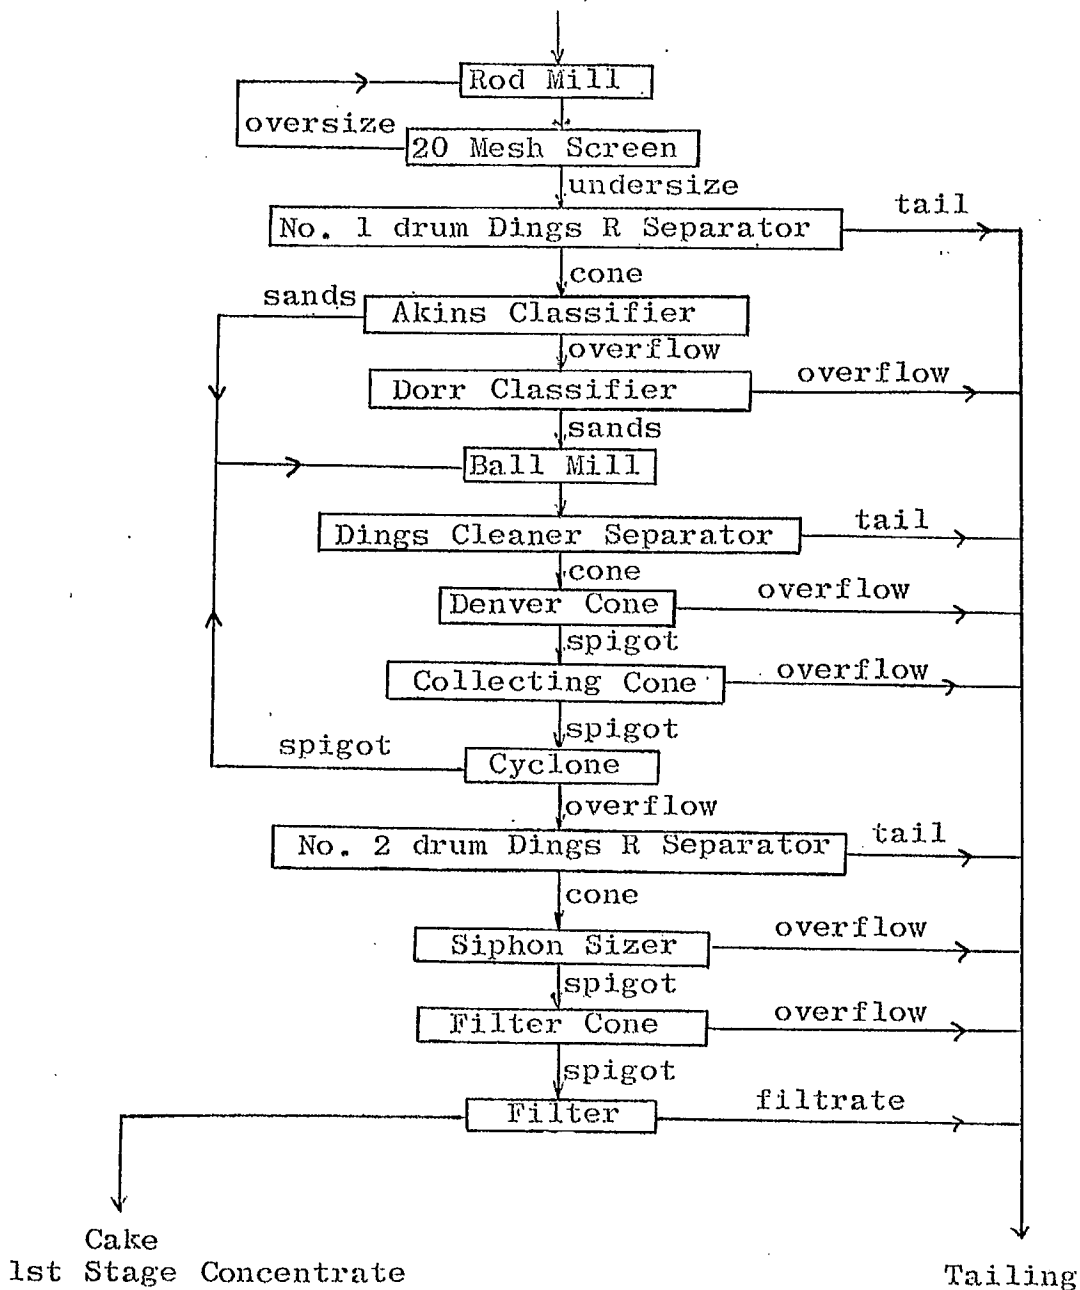 Rod Mill
oversize
20 Mesh Screen
undersize
tail
No. 1 drum Dings R Separator
cone
sands
Akins Classifier
overflow
Dorr Classifier
overflow
sands
Ball Mill
Dings Cleaner Separator
tail
cone
Denver Cone
overflow
spigot
Collecting Cone
overflow
spigot
spigot
Cyclone
overflow
No. 2 drum Dings R Separator
tail
cone
Siphon Sizer
overflow
spigot
Filter Cone
overflow
spigot
Filter
filtrate
Cake
1st Stage Concentrate
Tailing